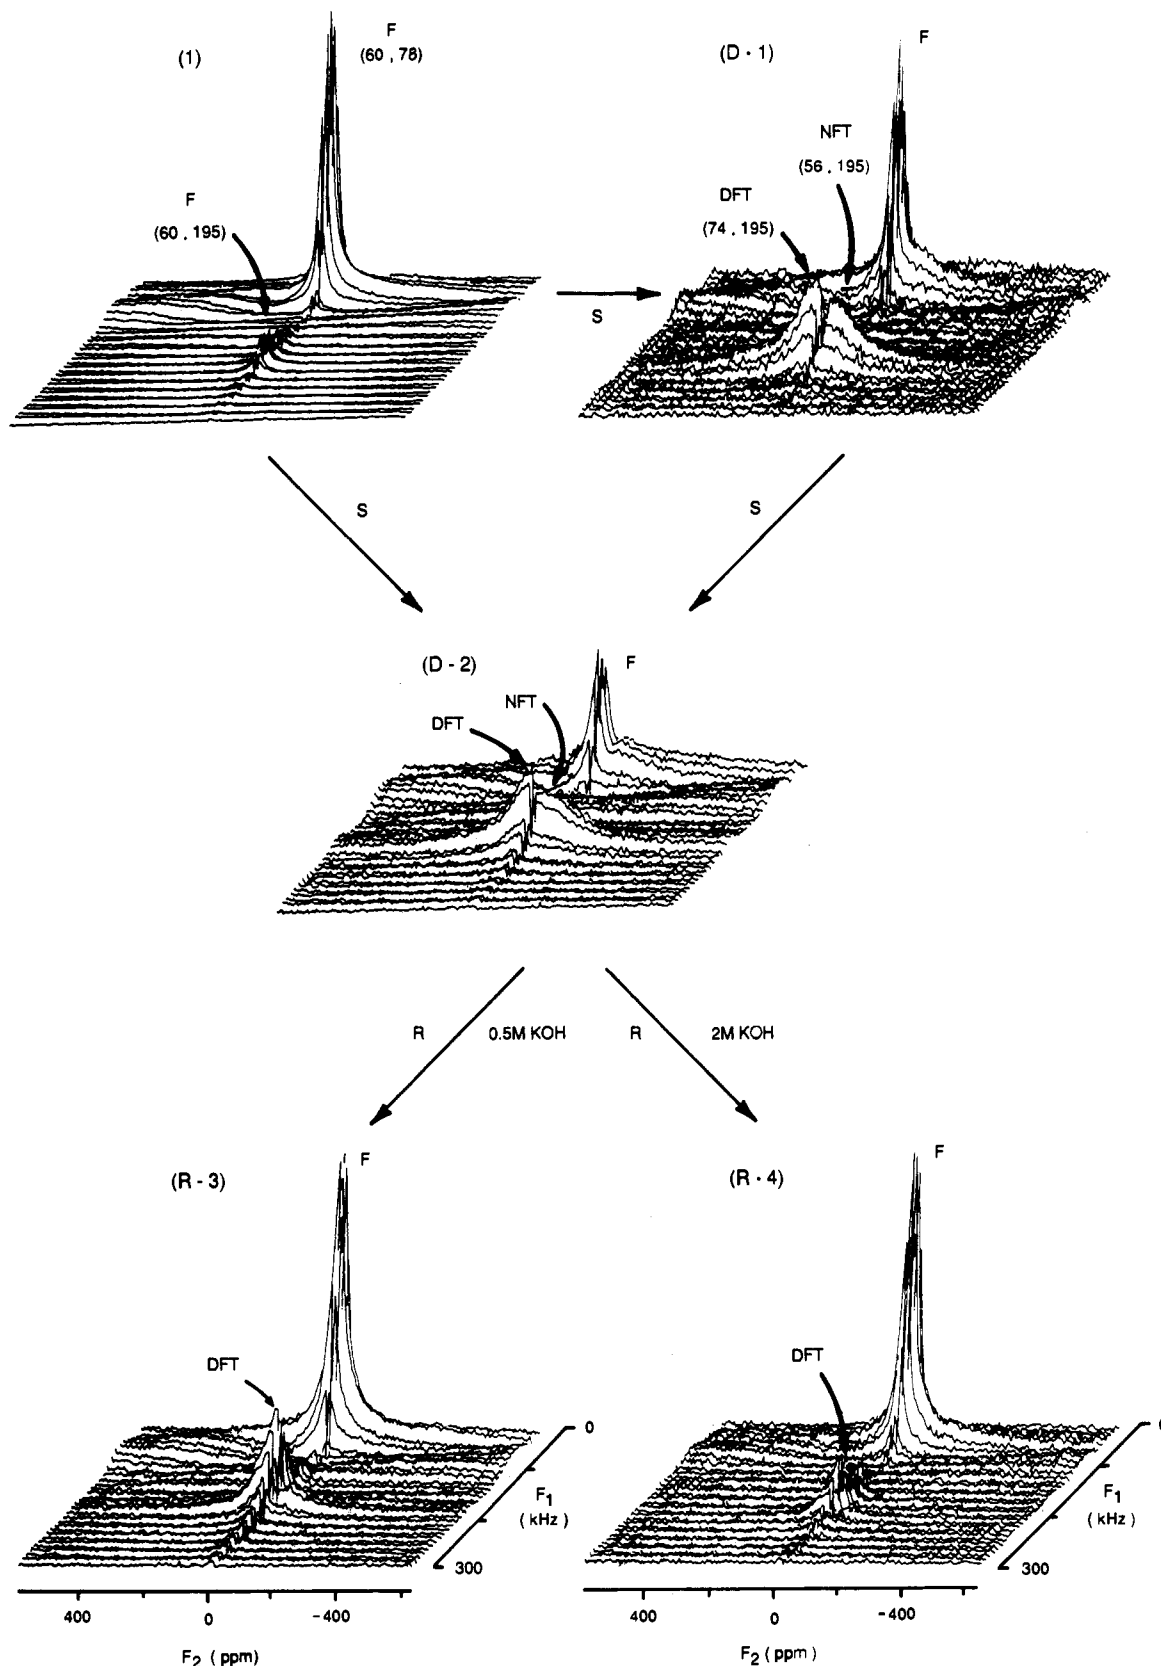 (1)
F
(60 , 78)
F
(60 , 195)
(D · 1)
F
NFT
(56 , 195)
DFT
(74 , 195)
S
S
S
(D - 2)
F
NFT
DFT
R
0.5M KOH
R
2M KOH
(R - 3)
F
DFT
(R · 4)
F
DFT
0
F1
( kHz )
300
F1
( kHz )
300
400
0
-400
F2 ( ppm)
400
0
-400
F2 ( ppm )